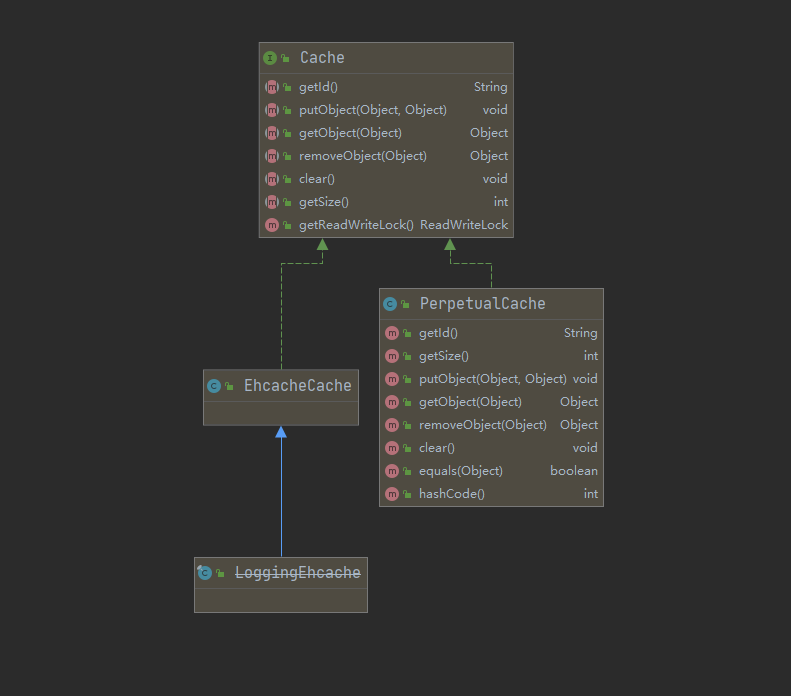 Cache
getId() String
putObject(Object, Object) void
getObject(Object) Object
removeObject(Object) Object
clear() void
getSize() int
getReadWriteLock() ReadWriteLock
PerpetualCache
getId() String
getSize() int
putObject(Object, Object) void
getObject(Object) Object
removeObject(Object) Object
clear() void
equals(Object) boolean
hashCode() int
EhcacheCache
LoggingEhcache